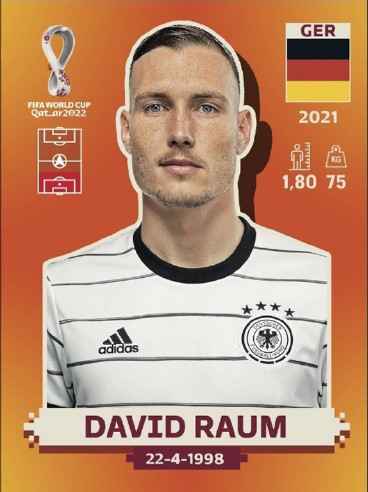 FIFA WORLD CUP
Qatar2022
GER
2021
KG
1,80 75
adidas
DAVID RAUM
22-4-1998